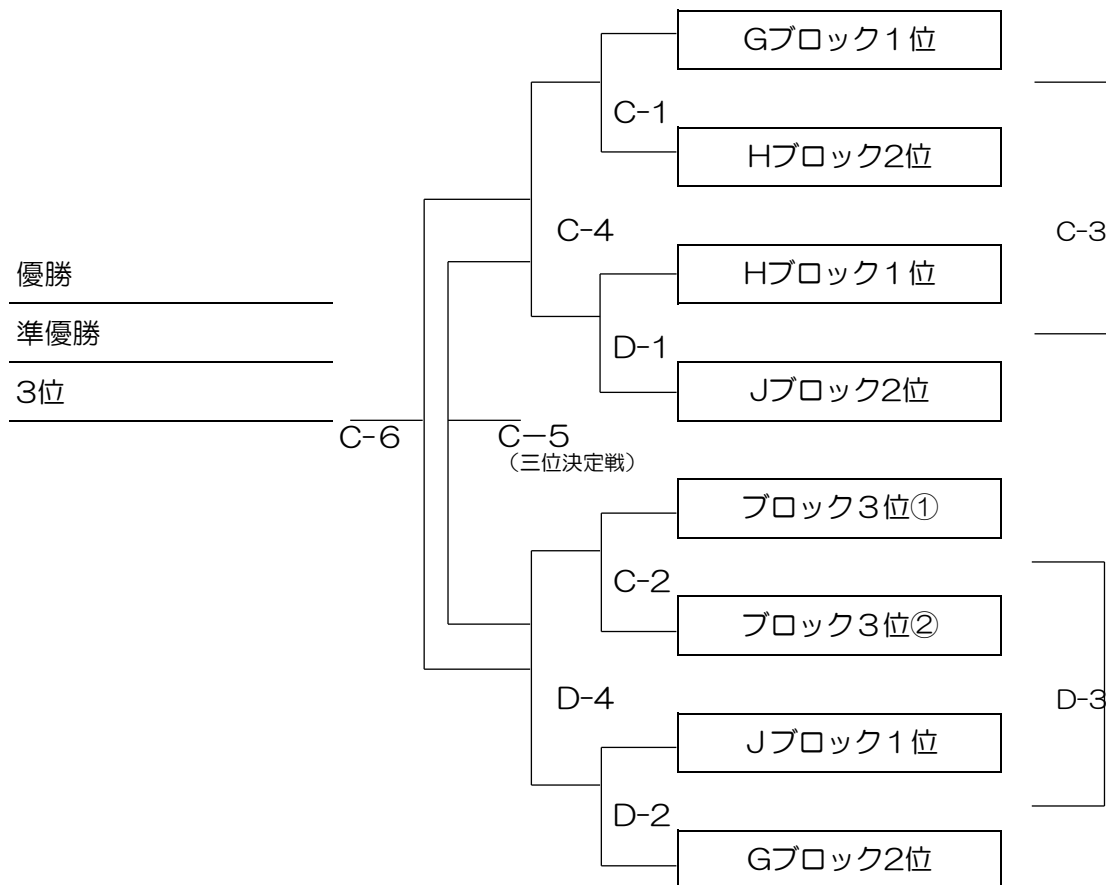 Gブロック１位
C-1
Hブロック2位
C-4
C-3
Hブロック１位
優勝
準優勝
D-1
Jブロック2位
3位
C-6
C－5
（三位決定戦）
ブロック３位①
C-2
ブロック３位②
D-4
D-3
Ｊブロック１位
D-2
Gブロック2位